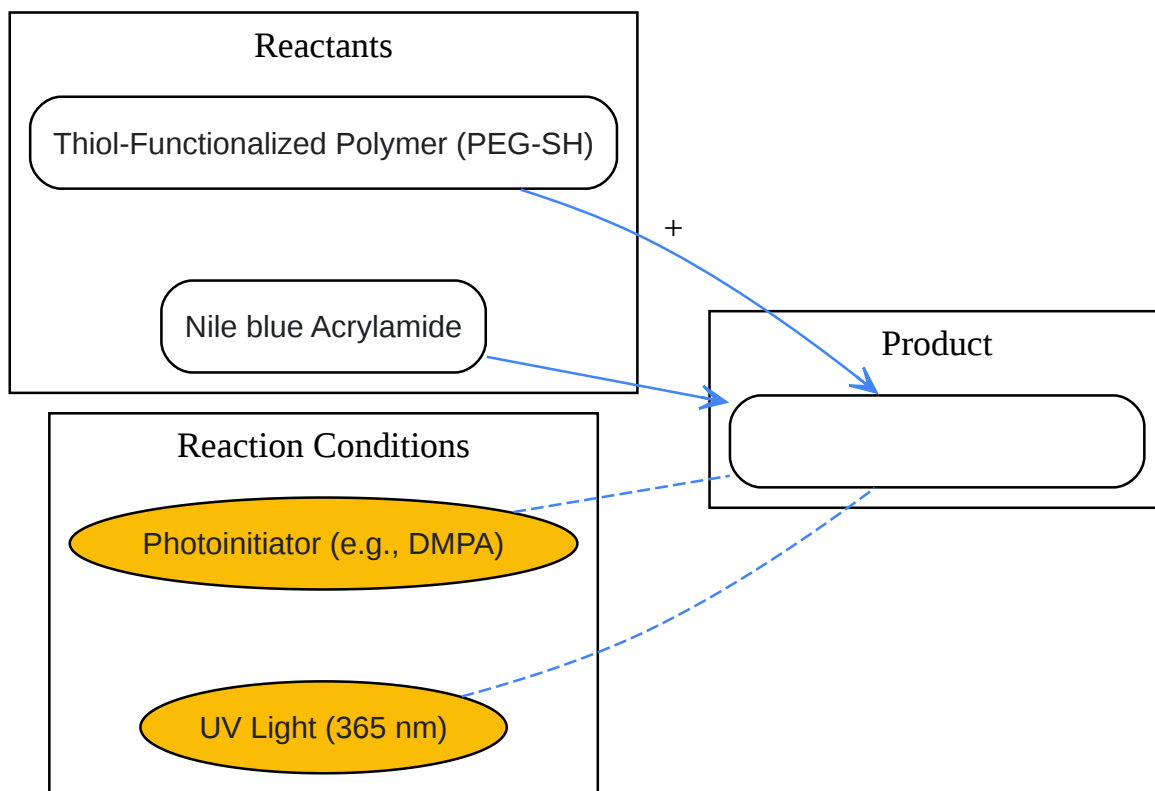 Reactants
Thiol-Functionalized Polymer (PEG-SH)
+
Nile blue Acrylamide
Product
Reaction Conditions
Photoinitiator (e.g., DMPA)
UV Light (365 nm)